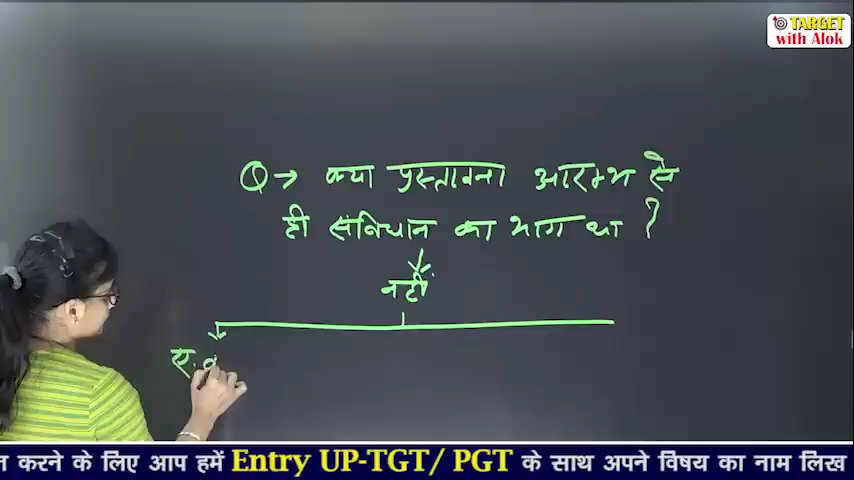 TARGET
with Alok
Q → क्या प्रस्तावना आरम्भ से
ही संविधान का भाग था ?
नहीं
ए.
न करने के लिए आप हमें Entry UP-TGT/ PGT के साथ अपने विषय का नाम लिख